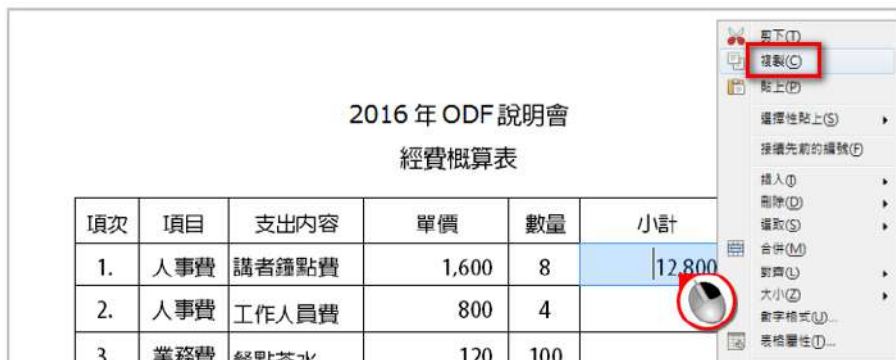 2016 年 ODF 說明會
經費概算表
項次 項目 支出內容 單價 數量 小計
1. 人事費 講者鐘點費 1,600 8 12,800
2. 人事費 工作人員費 800 4
3. 業務費 餐點茶水 120 100
剪下(T)
複製(C)
貼上(P)
選擇性貼上(S)
接續先前的編號(F)
插入(I)
刪除(D)
選取(S)
合併(M)
對齊(L)
大小(Z)
數字格式(U)...
表格屬性(T)...